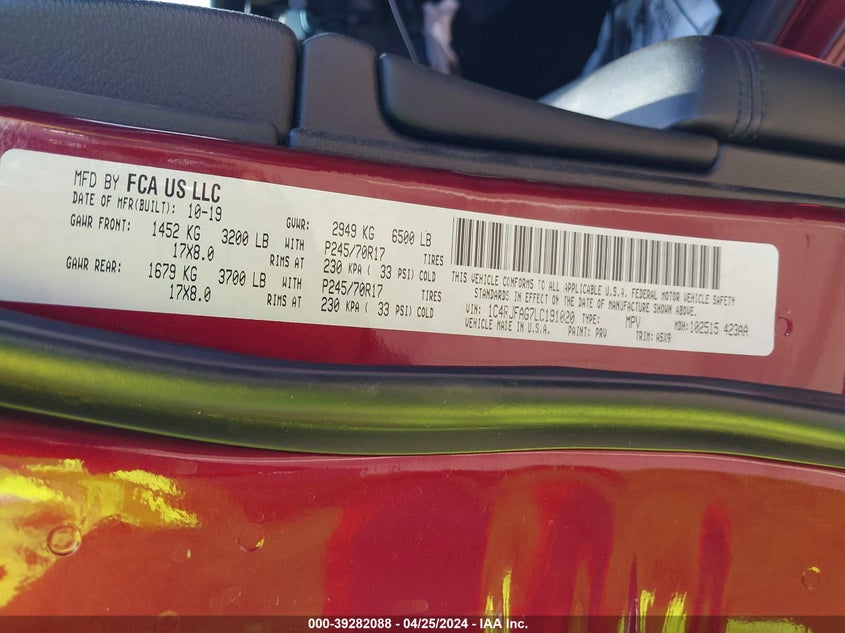 MFD BY FCA US LLC
DATE OF MFR(BUILT): 10-19
GVWR: 2949 KG 6500 LB
GAWR FRONT: 1452 KG 3200 LB WITH P245/70R17 TIRES
17X8.0 RIMS AT 230 KPA ( 33 PSI) COLD
GAWR REAR: 1679 KG 3700 LB WITH P245/70R17 TIRES
17X8.0 RIMS AT 230 KPA ( 33 PSI) COLD
THIS VEHICLE CONFORMS TO ALL APPLICABLE U.S.A. FEDERAL MOTOR VEHICLE SAFETY
STANDARDS IN EFFECT ON THE DATE OF MANUFACTURE SHOWN ABOVE.
VIN: 1C4RJFAG7LC191020 TYPE: MPV MDH:102515 423AA
VEHICLE MADE IN U.S.A. PAINT: PRV TRIM: A5X9
000-39282088 - 04/25/2024 - IAA Inc.